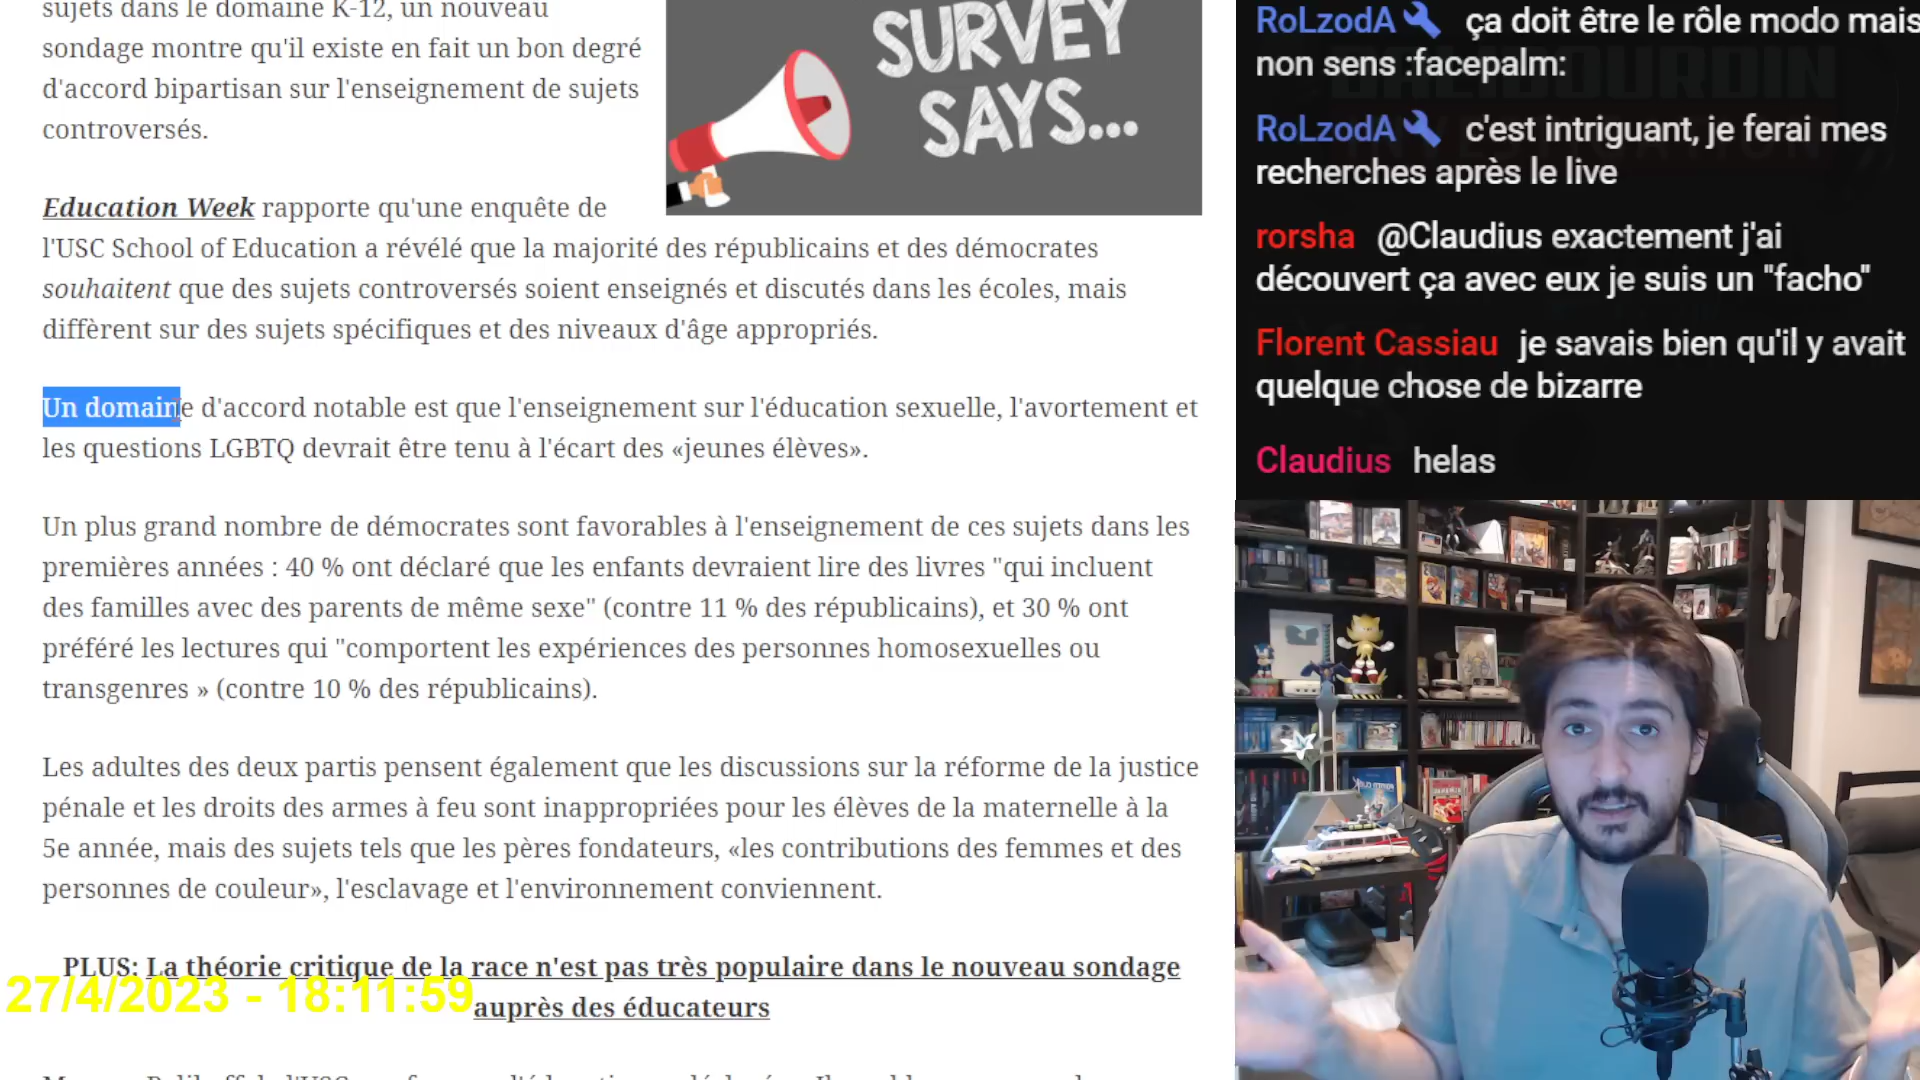 sujets dans le domaine K-12, un nouveau
sondage montre qu'il existe en fait un bon degré
d'accord bipartisan sur l'enseignement de sujets
controversés.
SURVEY
SAYS...
Education Week rapporte qu'une enquête de
l'USC School of Education a révélé que la majorité des républicains et des démocrates
souhaitent que des sujets controversés soient enseignés et discutés dans les écoles, mais
diffèrent sur des sujets spécifiques et des niveaux d'âge appropriés.
Un domaine d'accord notable est que l'enseignement sur l'éducation sexuelle, l'avortement et
les questions LGBTQ devrait être tenu à l'écart des «jeunes élèves».
Un plus grand nombre de démocrates sont favorables à l'enseignement de ces sujets dans les
premières années : 40 % ont déclaré que les enfants devraient lire des livres "qui incluent
des familles avec des parents de même sexe" (contre 11 % des républicains), et 30 % ont
préféré les lectures qui "comportent les expériences des personnes homosexuelles ou
transgenres » (contre 10 % des républicains).
Les adultes des deux partis pensent également que les discussions sur la réforme de la justice
pénale et les droits des armes à feu sont inappropriées pour les élèves de la maternelle à la
5e année, mais des sujets tels que les pères fondateurs, «les contributions des femmes et des
personnes de couleur», l'esclavage et l'environnement conviennent.
PLUS: La théorie critique de la race n'est pas très populaire dans le nouveau sondage
auprès des éducateurs
27/4/2023 - 18:11:59
RoLzodA ça doit être le rôle modo mais
non sens :facepalm:
RoLzodA c'est intriguant, je ferai mes
recherches après le live
rorsha @Claudius exactement j'ai
découvert ça avec eux je suis un "facho"
Florent Cassiau je savais bien qu'il y avait
quelque chose de bizarre
Claudius helas